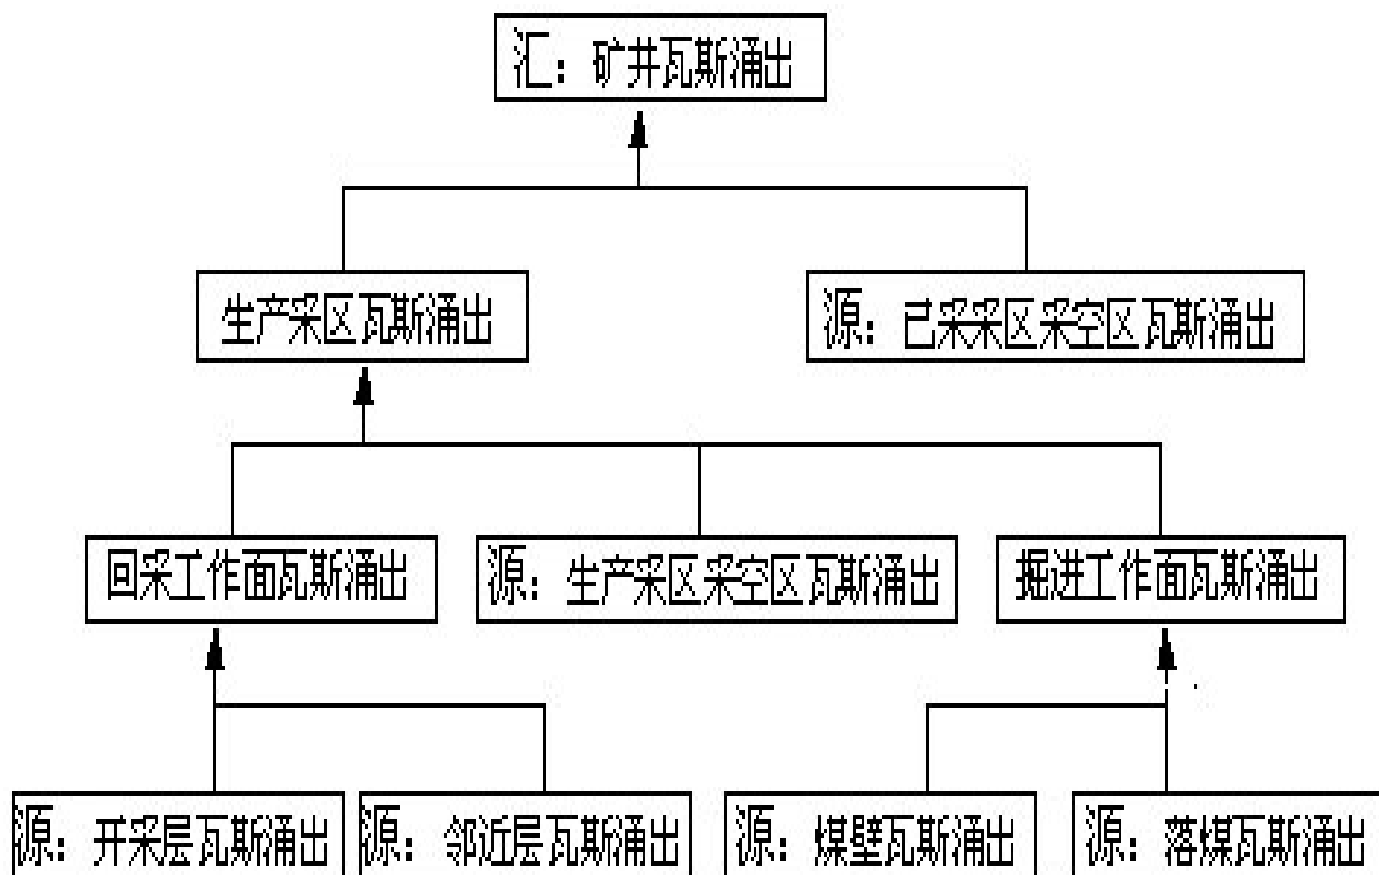 汇：矿井瓦斯涌出
生产采区瓦斯涌出
源：已采采区采空区瓦斯涌出
回采工作面瓦斯涌出
源：生产采区采空区瓦斯涌出
掘进工作面瓦斯涌出
源：开采层瓦斯涌出
源：邻近层瓦斯涌出
源：煤壁瓦斯涌出
源：落煤瓦斯涌出